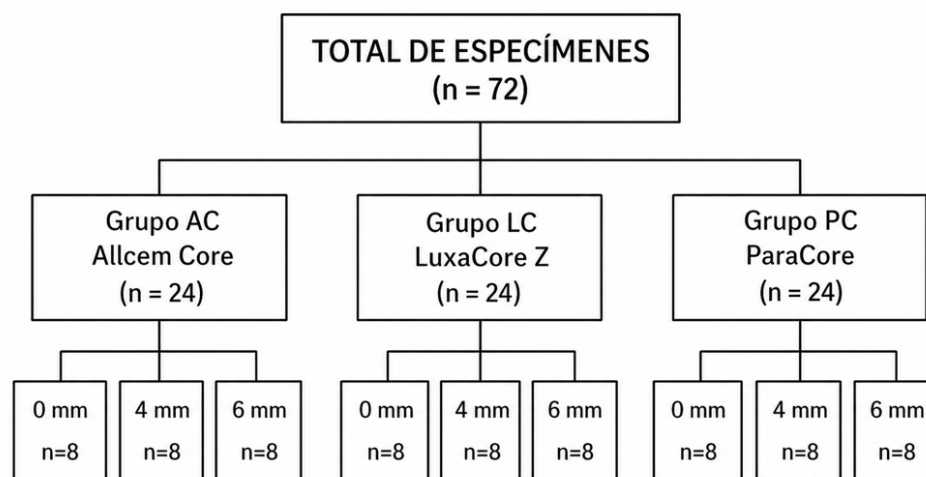 TOTAL DE ESPECÍMENES
(n = 72)
Grupo AC
Allcem Core
(n = 24)
Grupo LC
LuxaCore Z
(n = 24)
Grupo PC
ParaCore
(n = 24)
0 mm
n=8
4 mm
n=8
6 mm
n=8
0 mm
n=8
4 mm
n=8
6 mm
n=8
0 mm
n=8
4 mm
n=8
6 mm
n=8